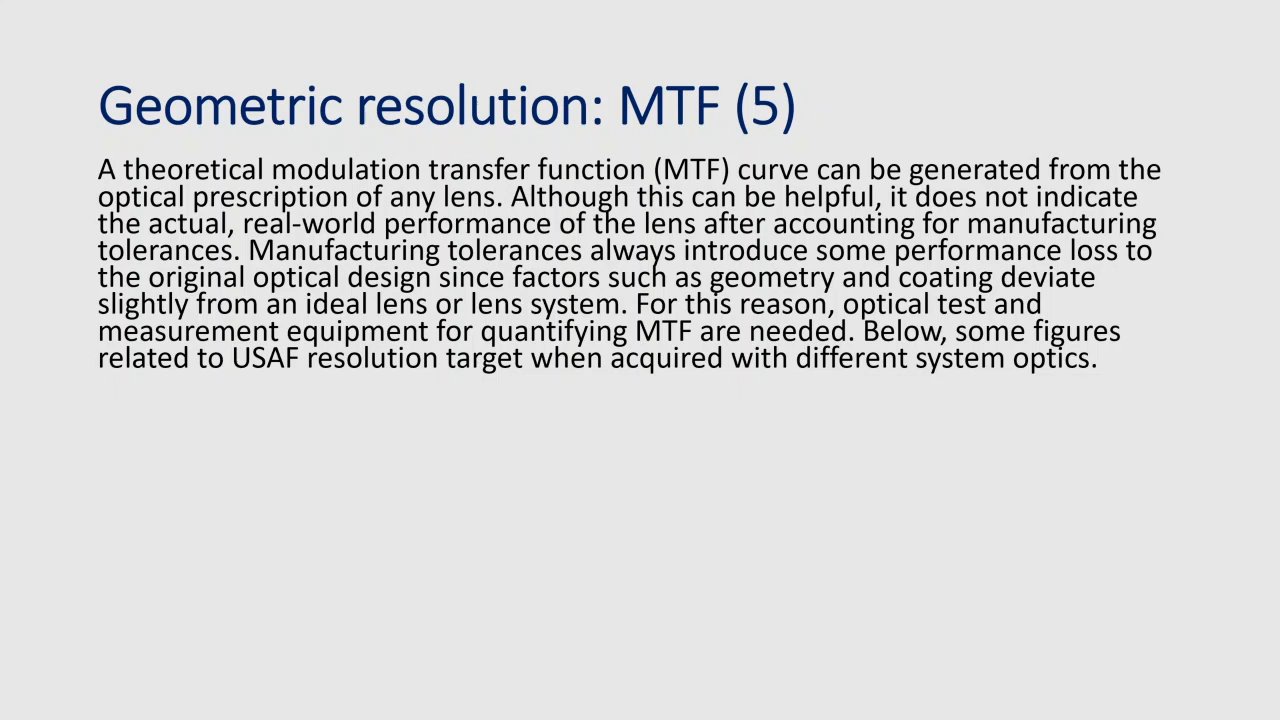 Geometric resolution: MTF (5)
A theoretical modulation transfer function (MTF) curve can be generated from the
optical prescription of any lens. Although this can be helpful, it does not indicate
the actual, real-world performance of the lens after accounting for manufacturing
tolerances. Manufacturing tolerances always introduce some performance loss to
the original optical design since factors such as geometry and coating deviate
slightly from an ideal lens or lens system. For this reason, optical test and
measurement equipment for quantifying MTF are needed. Below, some figures
related to USAF resolution target when acquired with different system optics.